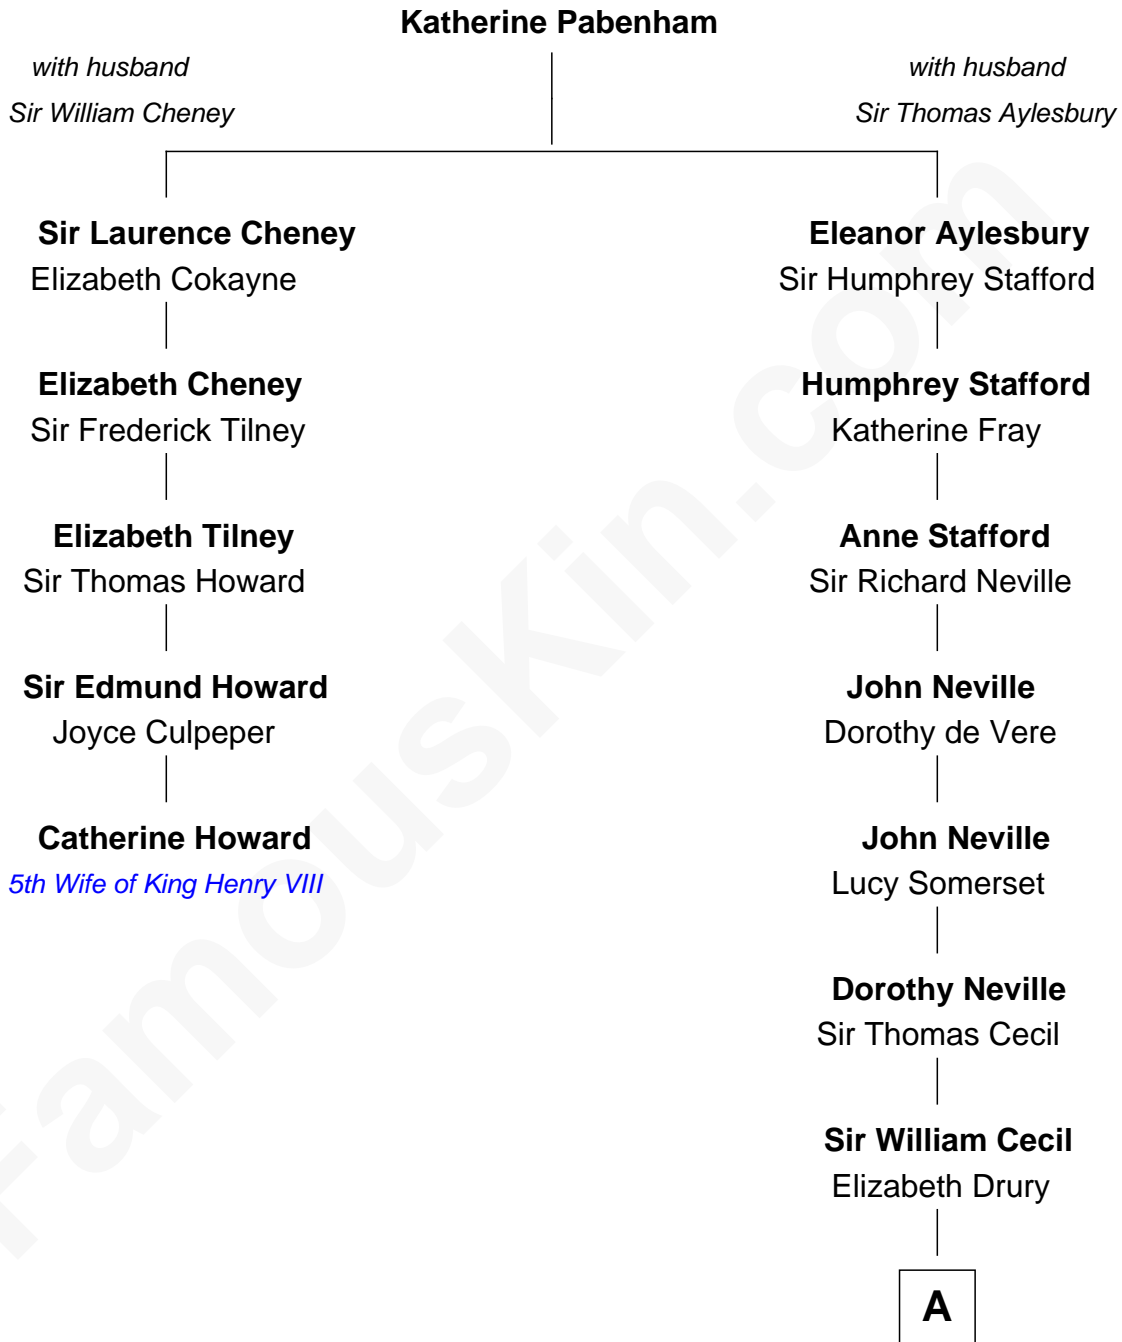 Katherine Pabenham
with husband
Sir William Cheney
with husband
Sir Thomas Aylesbury
Sir Laurence Cheney
Elizabeth Cokayne
Eleanor Aylesbury
Sir Humphrey Stafford
Elizabeth Cheney
Sir Frederick Tilney
Humphrey Stafford
Katherine Fray
Elizabeth Tilney
Sir Thomas Howard
Anne Stafford
Sir Richard Neville
Sir Edmund Howard
Joyce Culpeper
John Neville
Dorothy de Vere
Catherine Howard
5th Wife of King Henry VIII
John Neville
Lucy Somerset
Dorothy Neville
Sir Thomas Cecil
Sir William Cecil
Elizabeth Drury
A
FamousKin.com